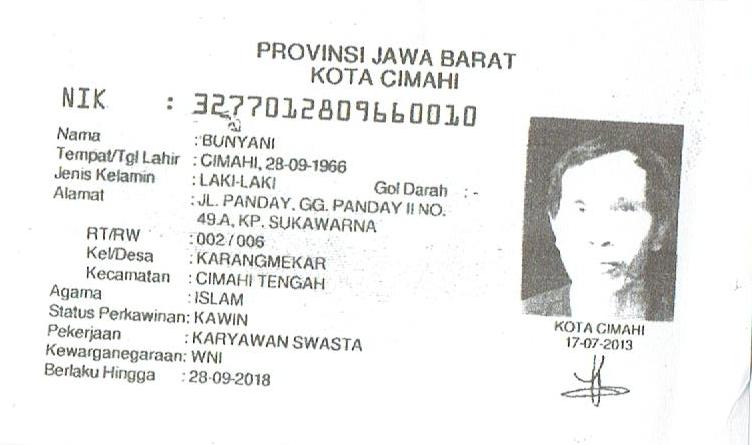 PROVINSI JAWA BARAT
KOTA CIMAHI
NIK : 3277012809660010
Nama : BUNYANI
Tempat/Tgl Lahir : CIMAHI, 28-09-1966
Jenis Kelamin : LAKI-LAKI Gol Darah : -
Alamat : JL. PANDAY. GG. PANDAY II NO.
49.A, KP. SUKAWARNA
RT/RW : 002 / 006
Kel/Desa : KARANGMEKAR
Kecamatan : CIMAHI TENGAH
Agama : ISLAM
Status Perkawinan: KAWIN
Pekerjaan : KARYAWAN SWASTA
Kewarganegaraan: WNI
Berlaku Hingga : 28-09-2018
KOTA CIMAHI
17-07-2013